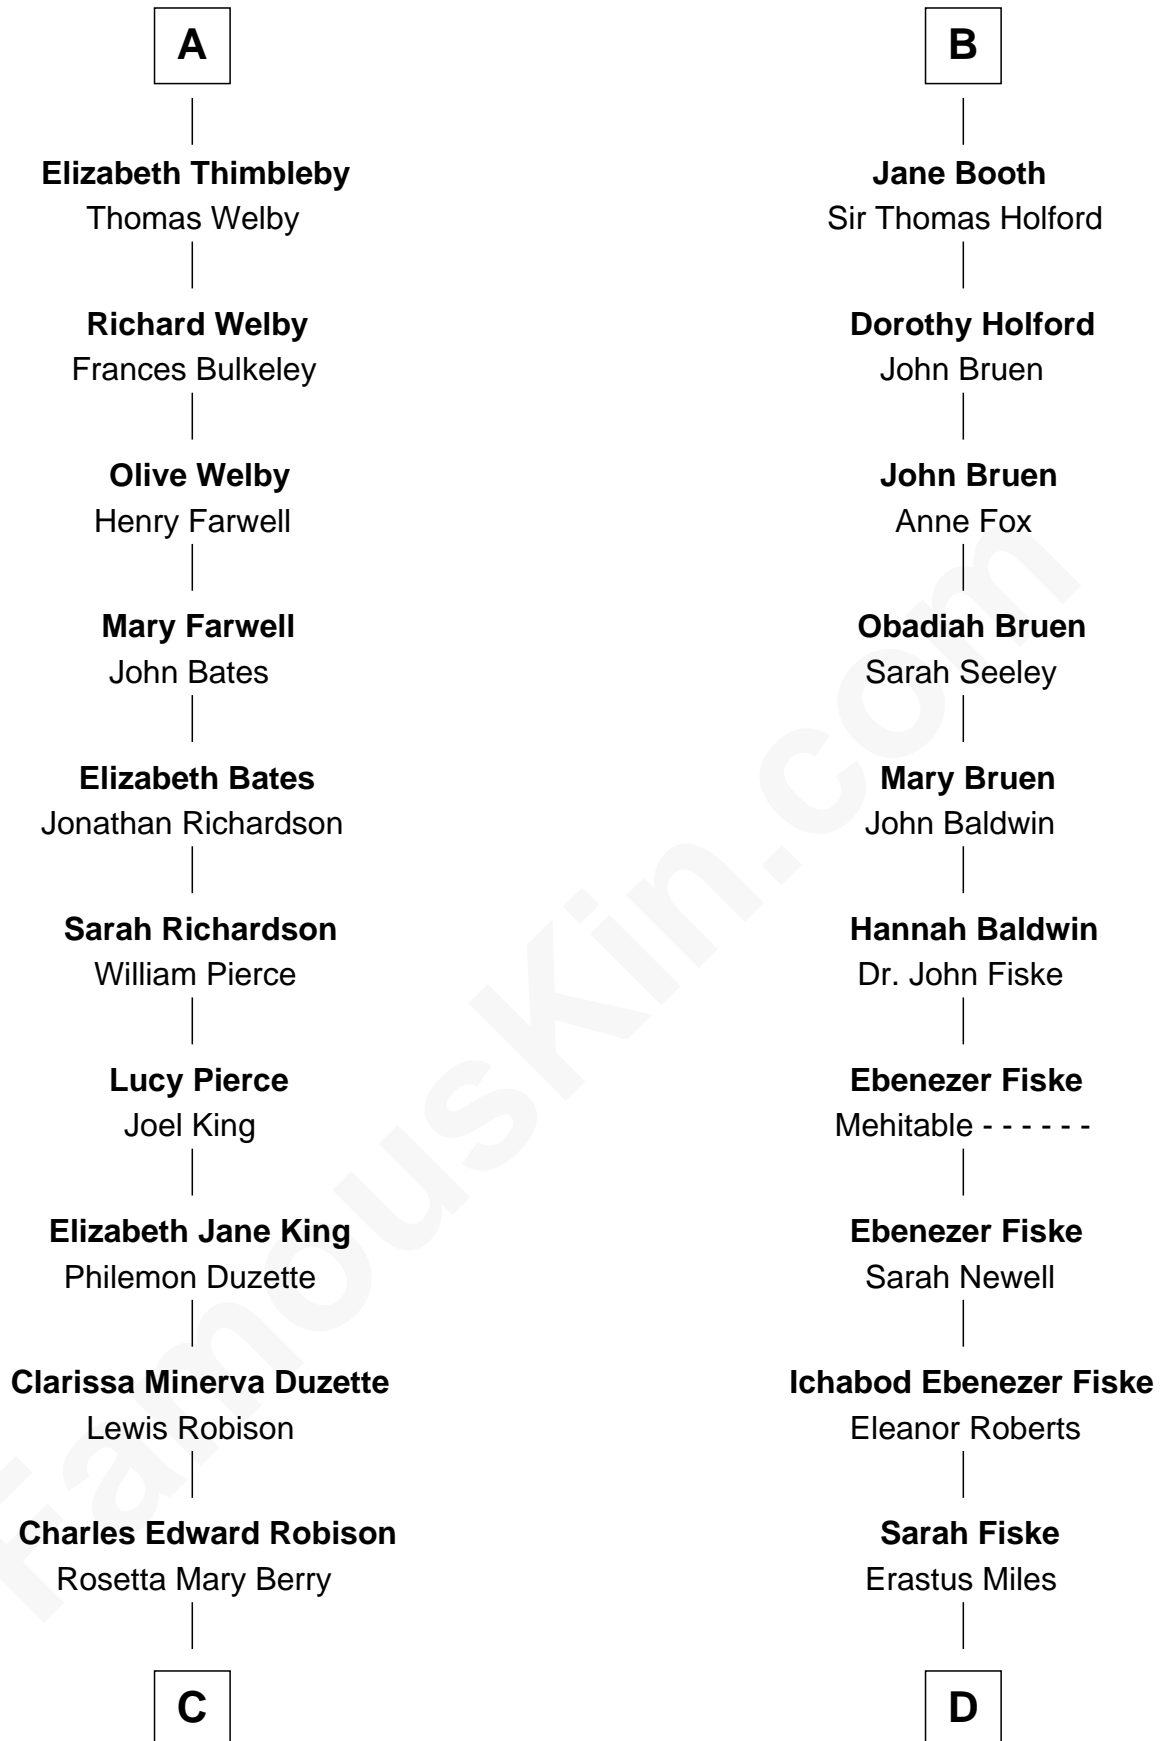 A
Elizabeth Thimbleby
Thomas Welby
Richard Welby
Frances Bulkeley
Olive Welby
Henry Farwell
Mary Farwell
John Bates
Elizabeth Bates
Jonathan Richardson
Sarah Richardson
William Pierce
Lucy Pierce
Joel King
Elizabeth Jane King
Philemon Duzette
Clarissa Minerva Duzette
Lewis Robison
Charles Edward Robison
Rosetta Mary Berry
C
B
Jane Booth
Sir Thomas Holford
Dorothy Holford
John Bruen
John Bruen
Anne Fox
Obadiah Bruen
Sarah Seeley
Mary Bruen
John Baldwin
Hannah Baldwin
Dr. John Fiske
Ebenezer Fiske
Mehitable - - - - - -
Ebenezer Fiske
Sarah Newell
Ichabod Ebenezer Fiske
Eleanor Roberts
Sarah Fiske
Erastus Miles
D
FamousKin.com